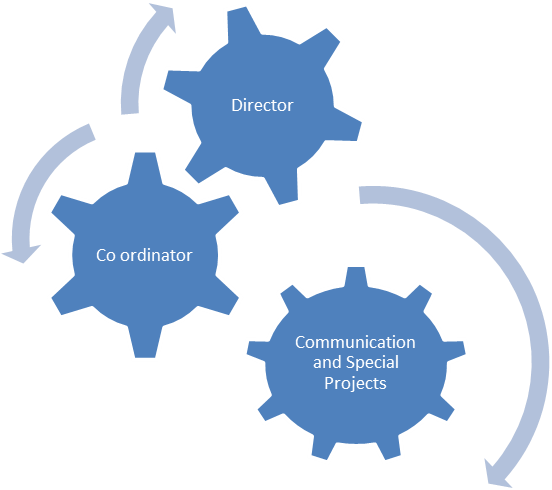 Director
Co ordinator
Communication
and Special
Projects